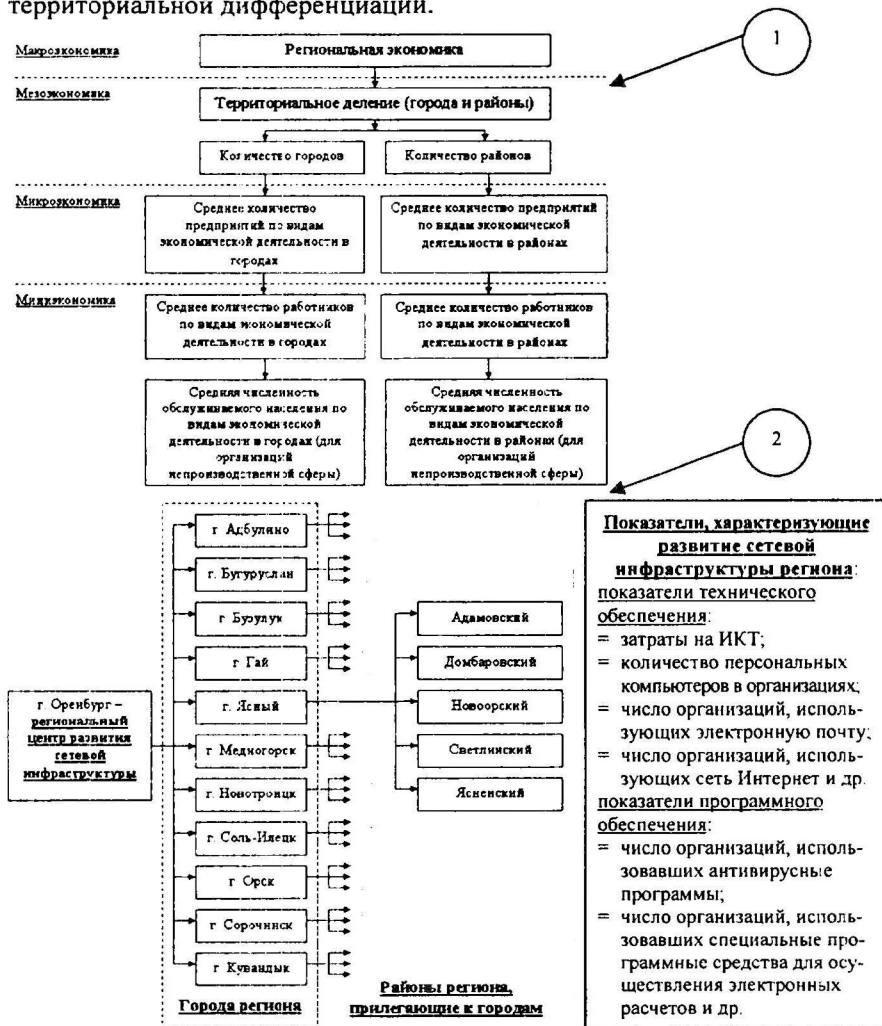 территориальной дифференциации.
1
Макроэкономика
Региональная экономика
Мезоэкономика
Территориальное деление (города и районы)
Количество городов
Количество районов
Микроэкономика
Среднее количество
предприятий по видам
экономической деятельности в
городах
Среднее количество предприятий
по видам экономической
деятельности в районах
Миниэкономика
Среднее количество работников
по видам экономической
деятельности в городах
Среднее количество работников
по видам экономической
деятельности в районах
Средняя численность
обслуживаемого населения по
видам экономической
деятельности в городах (для
организаций
непроизводственной сферы)
Средняя численность
обслуживаемого населения по
видам экономической
деятельности в районах (для
организаций
непроизводственной сферы)
2
г. Оренбург –
региональный
центр развития
сетевой
инфраструктуры
г Адбулино
г. Бугуруслан
г. Бузулук
г Гай
г. Ясный
г Медногорск
г. Новотроицк
г. Соль-Илецк
г. Орск
г Сорочинск
г Кувандык
Города региона
Адамовский
Домбаровский
Новоорский
Светлинский
Ясненский
Районы региона,
прилегающие к городам
Показатели, характеризующие
развитие сетевой
инфраструктуры региона:
показатели технического
обеспечения:
= затраты на ИКТ;
= количество персональных
компьютеров в организациях;
= число организаций, исполь-
зующих электронную почту;
= число организаций, исполь-
зующих сеть Интернет и др.
показатели программного
обеспечения:
= число организаций, исполь-
зовавших антивирусные
программы;
= число организаций, исполь-
зовавших специальные про-
граммные средства для осу-
ществления электронных
расчетов и др.